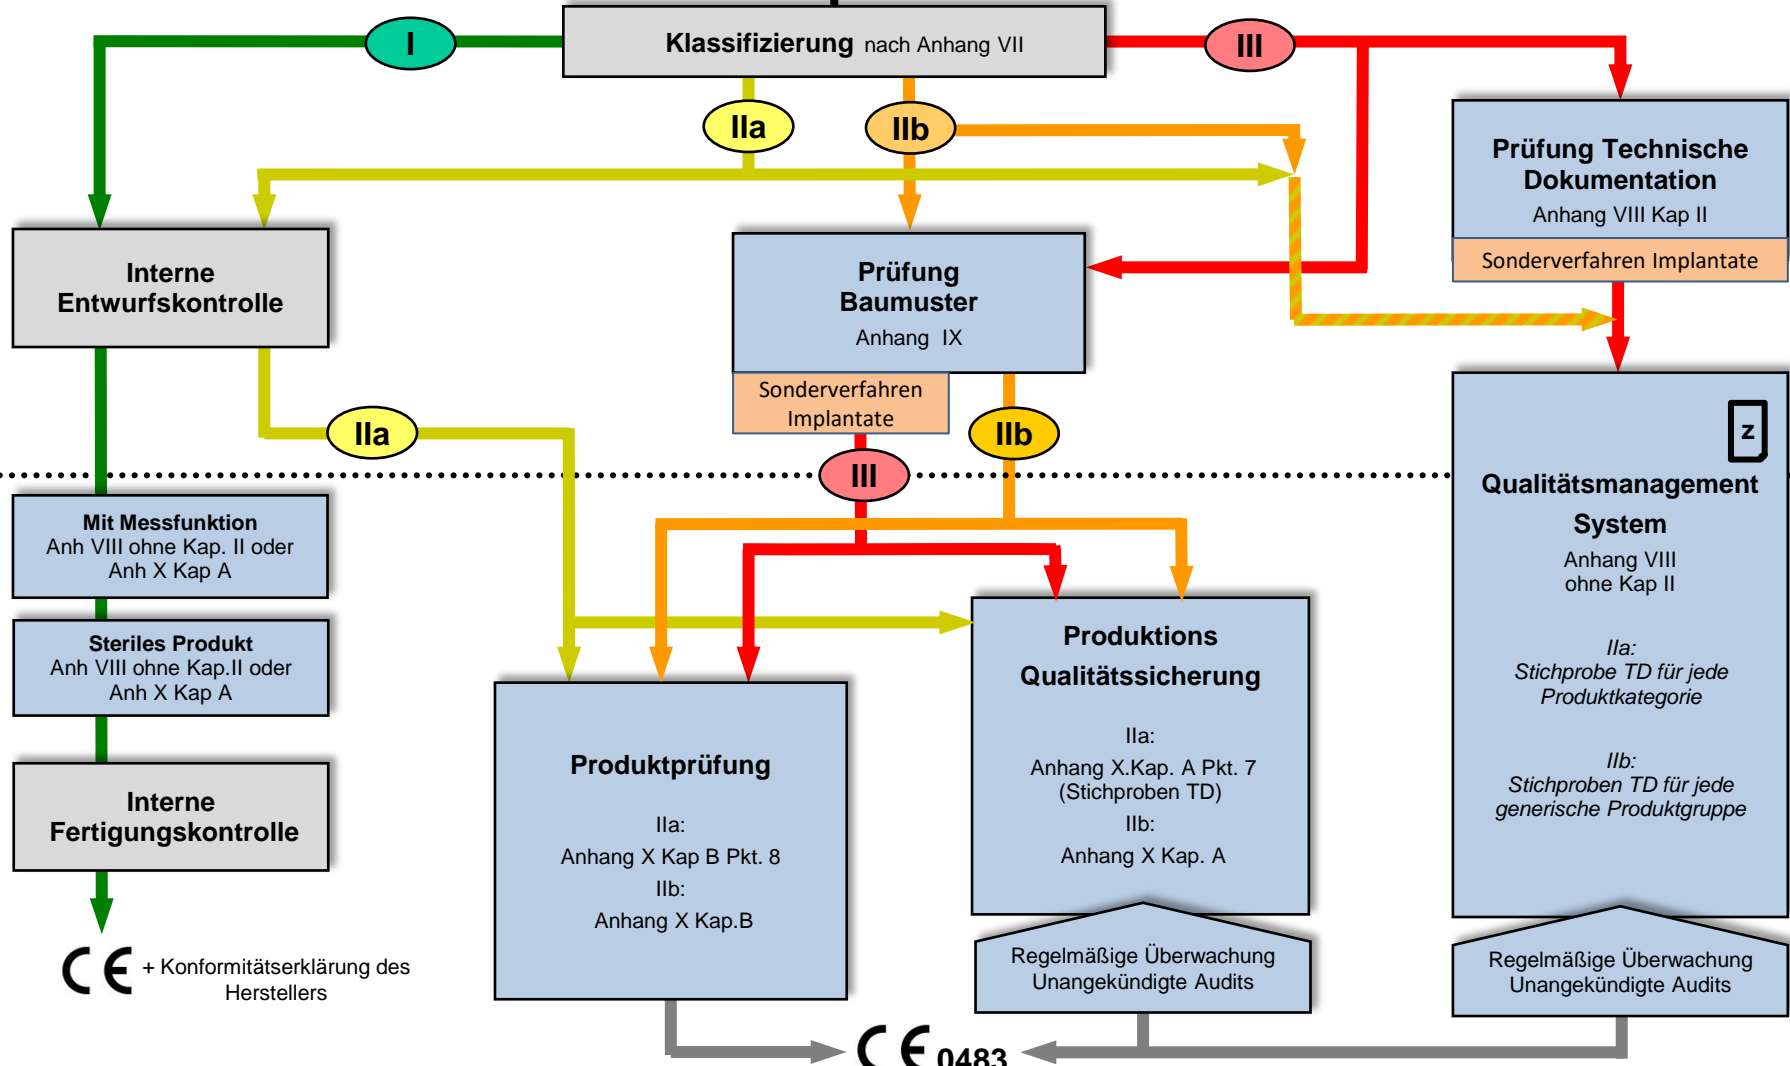 Klassifizierung nach Anhang VII
I
III
IIa
IIb
Prüfung Technische
Dokumentation
Anhang VIII Kap II
Sonderverfahren Implantate
Interne
Entwurfskontrolle
Prüfung
Baumuster
Anhang IX
Sonderverfahren
Implantate
IIa
IIb
III
z
Qualitätsmanagement
System
Anhang VIII
ohne Kap II
IIa:
Stichprobe TD für jede
Produktkategorie
IIb:
Stichproben TD für jede
generische Produktgruppe
Mit Messfunktion
Anh VIII ohne Kap. II oder
Anh X Kap A
Steriles Produkt
Anh VIII ohne Kap.II oder
Anh X Kap A
Interne
Fertigungskontrolle
Produktprüfung
IIa:
Anhang X Kap B Pkt. 8
IIb:
Anhang X Kap.B
Produktions
Qualitätssicherung
IIa:
Anhang X.Kap. A Pkt. 7
(Stichproben TD)
IIb:
Anhang X Kap. A
Regelmäßige Überwachung
Unangekündigte Audits
Regelmäßige Überwachung
Unangekündigte Audits
CE + Konformitätserklärung des
Herstellers
CE 0483